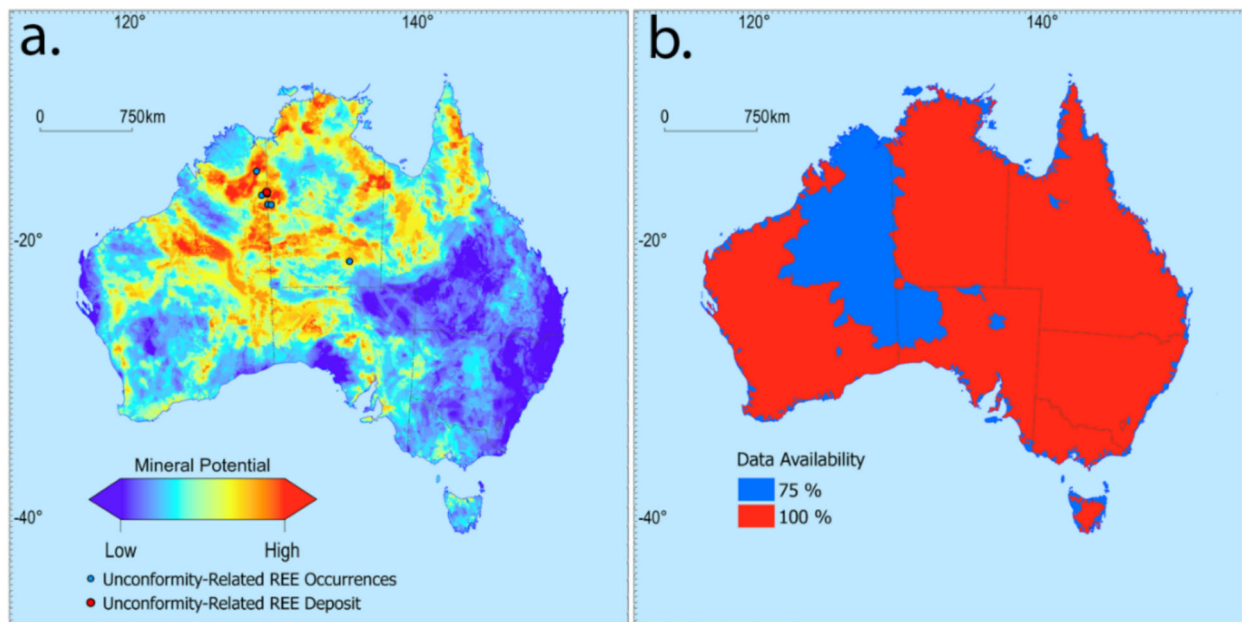 a.
120°
140°
0 750km
-20°
-40°
Mineral Potential
Low High
Unconformity-Related REE Occurrences
Unconformity-Related REE Deposit
b.
120°
140°
0 750km
-20°
-40°
Data Availability
75 %
100 %